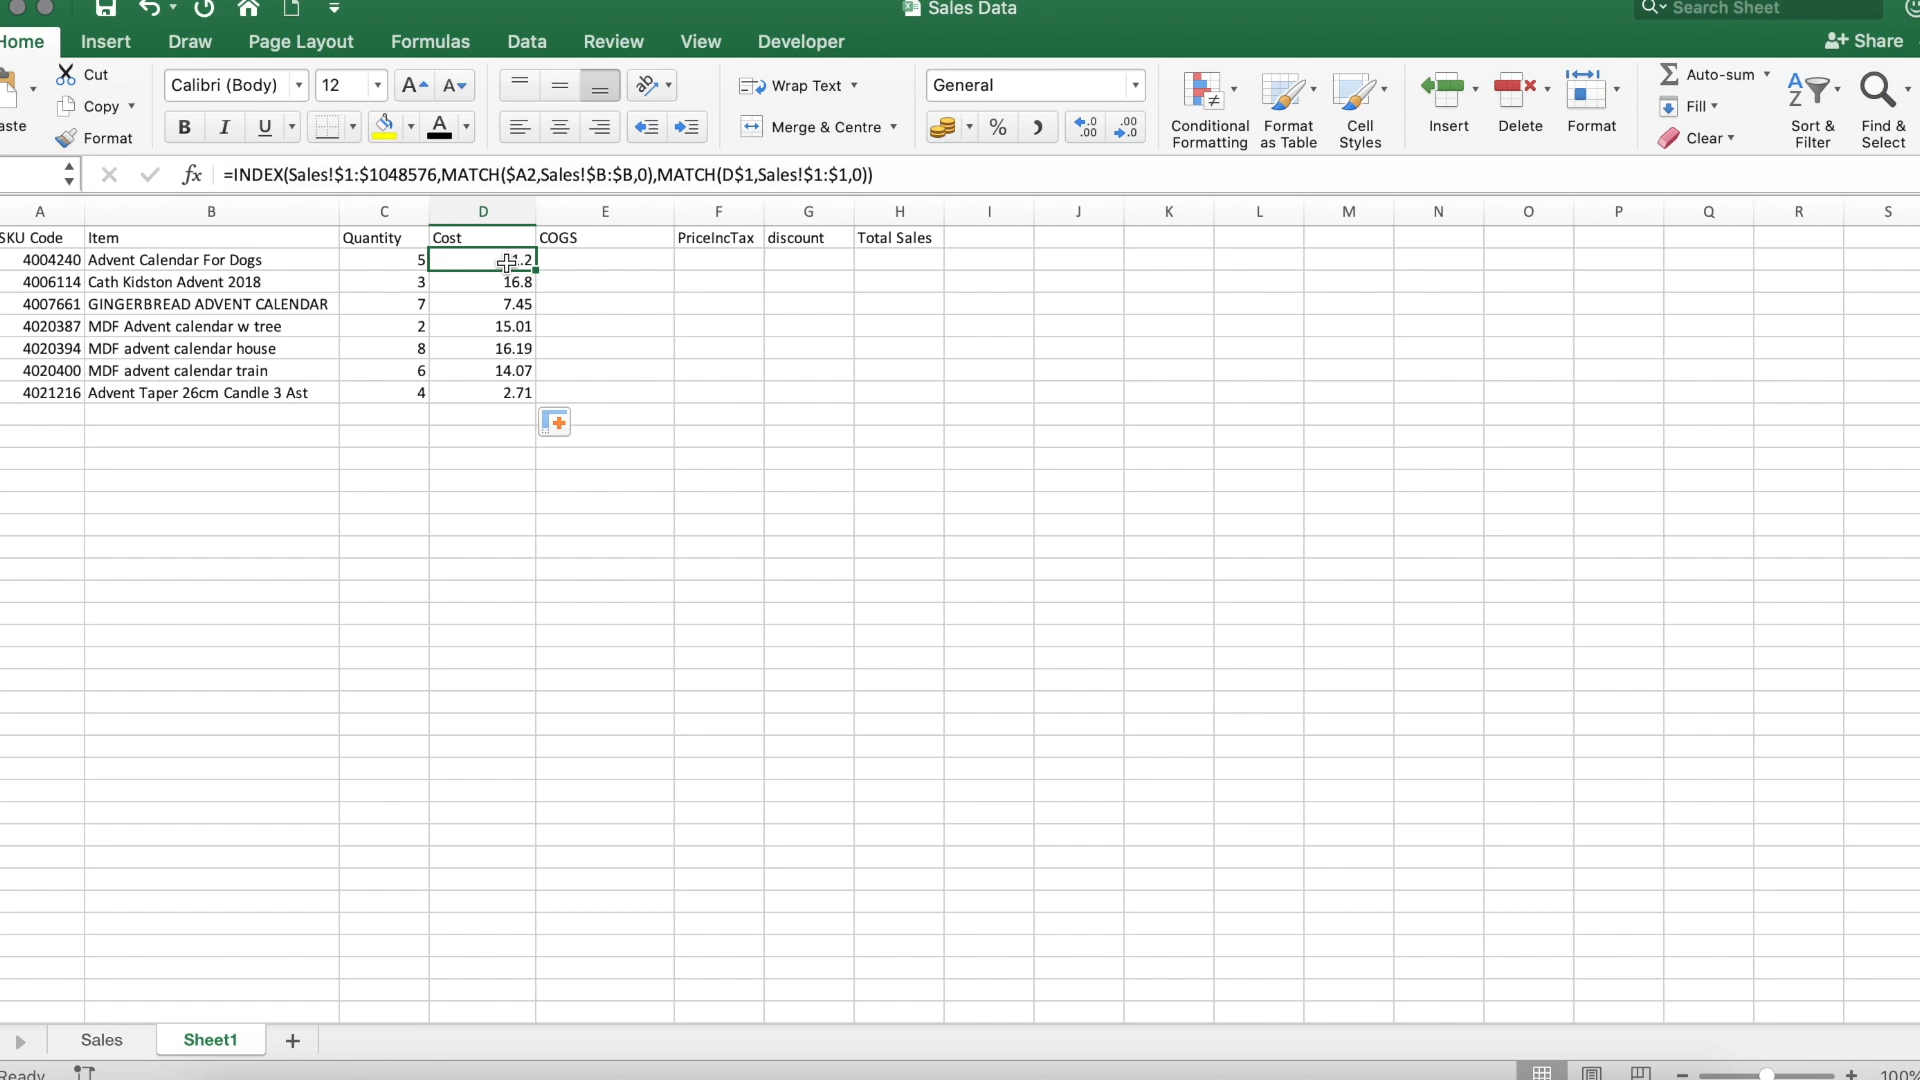 Sales Data
Search Sheet
Home Insert Draw Page Layout Formulas Data Review View Developer
Share
Cut
Copy
Format
Calibri (Body) 12
Wrap Text
Merge & Centre
General
Conditional Formatting
Format as Table
Cell Styles
Insert Delete Format
Auto-sum
Fill
Clear
Sort & Filter
Find & Select
fx =INDEX(Sales!$1:$1048576,MATCH($A2,Sales!$B:$B,0),MATCH(D$1,Sales!$1:$1,0))
A B C D E F G H I J K L M N O P Q R S
SKU Code Item Quantity Cost COGS PriceIncTax discount Total Sales
4004240 Advent Calendar For Dogs 5
4006114 Cath Kidston Advent 2018 3 16.8
4007661 GINGERBREAD ADVENT CALENDAR 7 7.45
4020387 MDF Advent calendar w tree 2 15.01
4020394 MDF advent calendar house 8 16.19
4020400 MDF advent calendar train 6 14.07
4021216 Advent Taper 26cm Candle 3 Ast 4 2.71
Sales Sheet1
Ready
100%